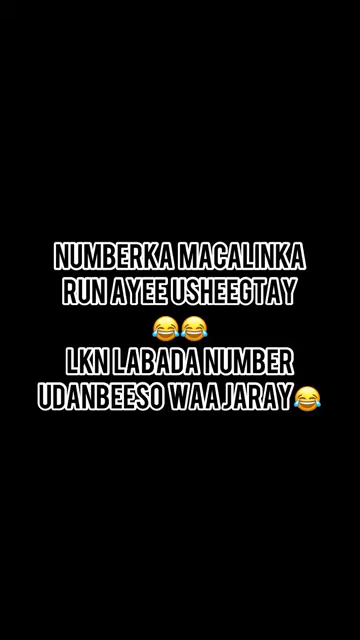 NUMBERKA MACALINKA
RUN AYEE USHEEGTAY
😂😂
LKN LABADA NUMBER
UDANBEESO WAAJARAY😂